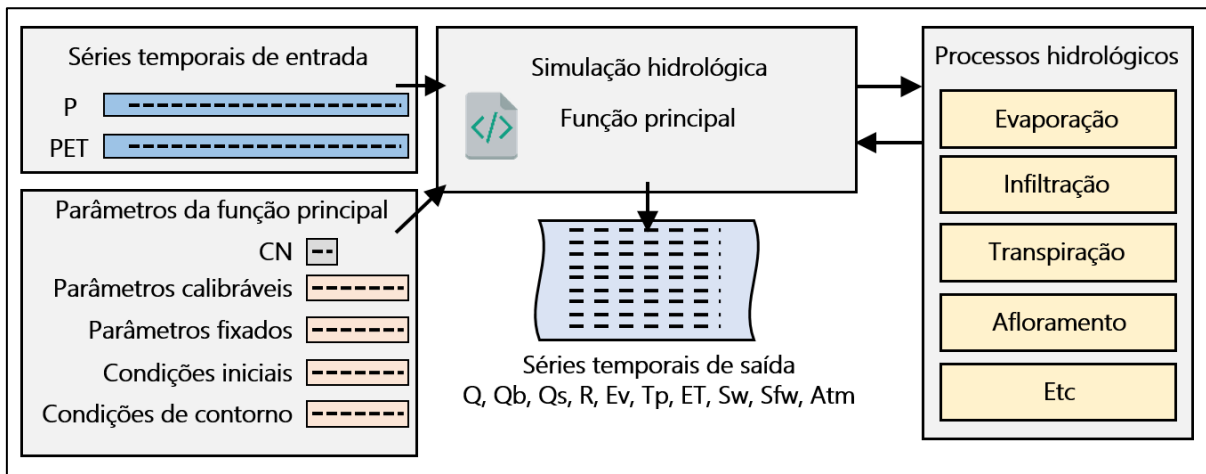 Séries temporais de entrada
P
PET
Parâmetros da função principal
CN
Parâmetros calibráveis
Parâmetros fixados
Condições iniciais
Condições de contorno
Simulação hidrológica
</>
Função principal
Séries temporais de saída
Q, Qb, Qs, R, Ev, Tp, ET, Sw, Sfw, Atm
Processos hidrológicos
Evaporação
Infiltração
Transpiração
Afloramento
Etc